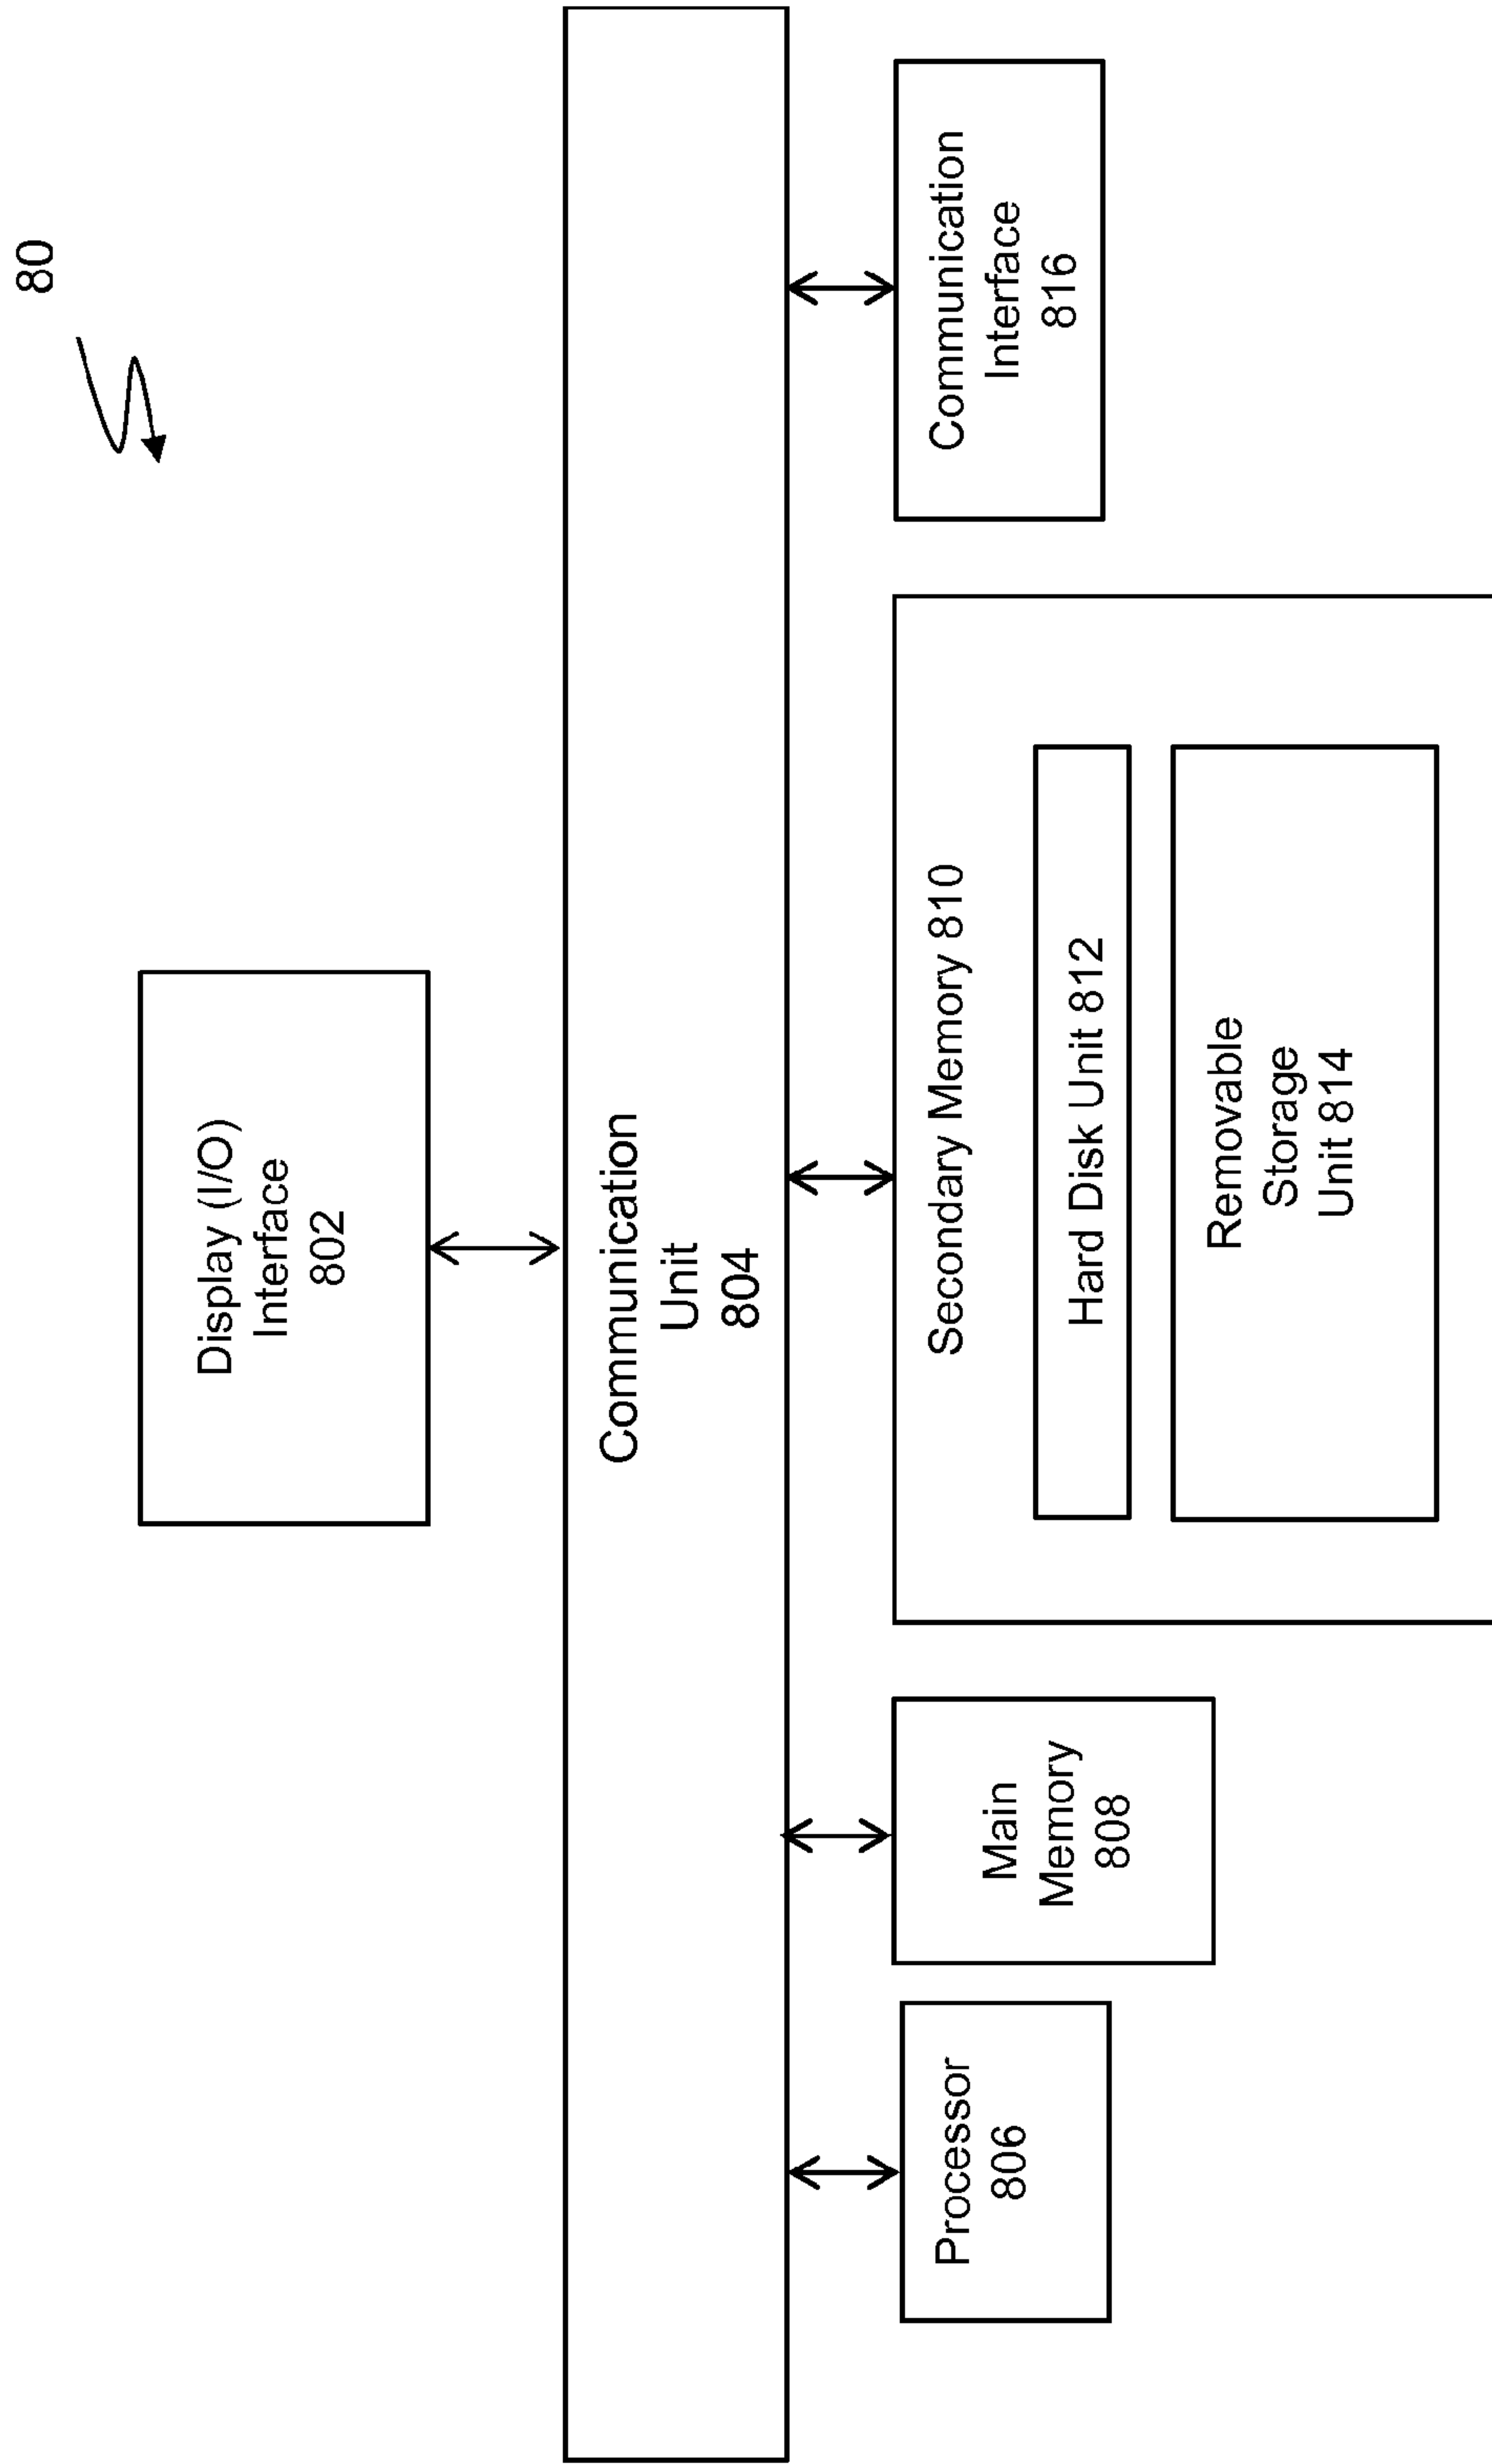 80
Display (I/O)
Interface
802
Communication
Unit
804
Processor
806
Main
Memory
808
Secondary Memory 810
Hard Disk Unit 812
Removable
Storage
Unit 814
Communication
Interface
816